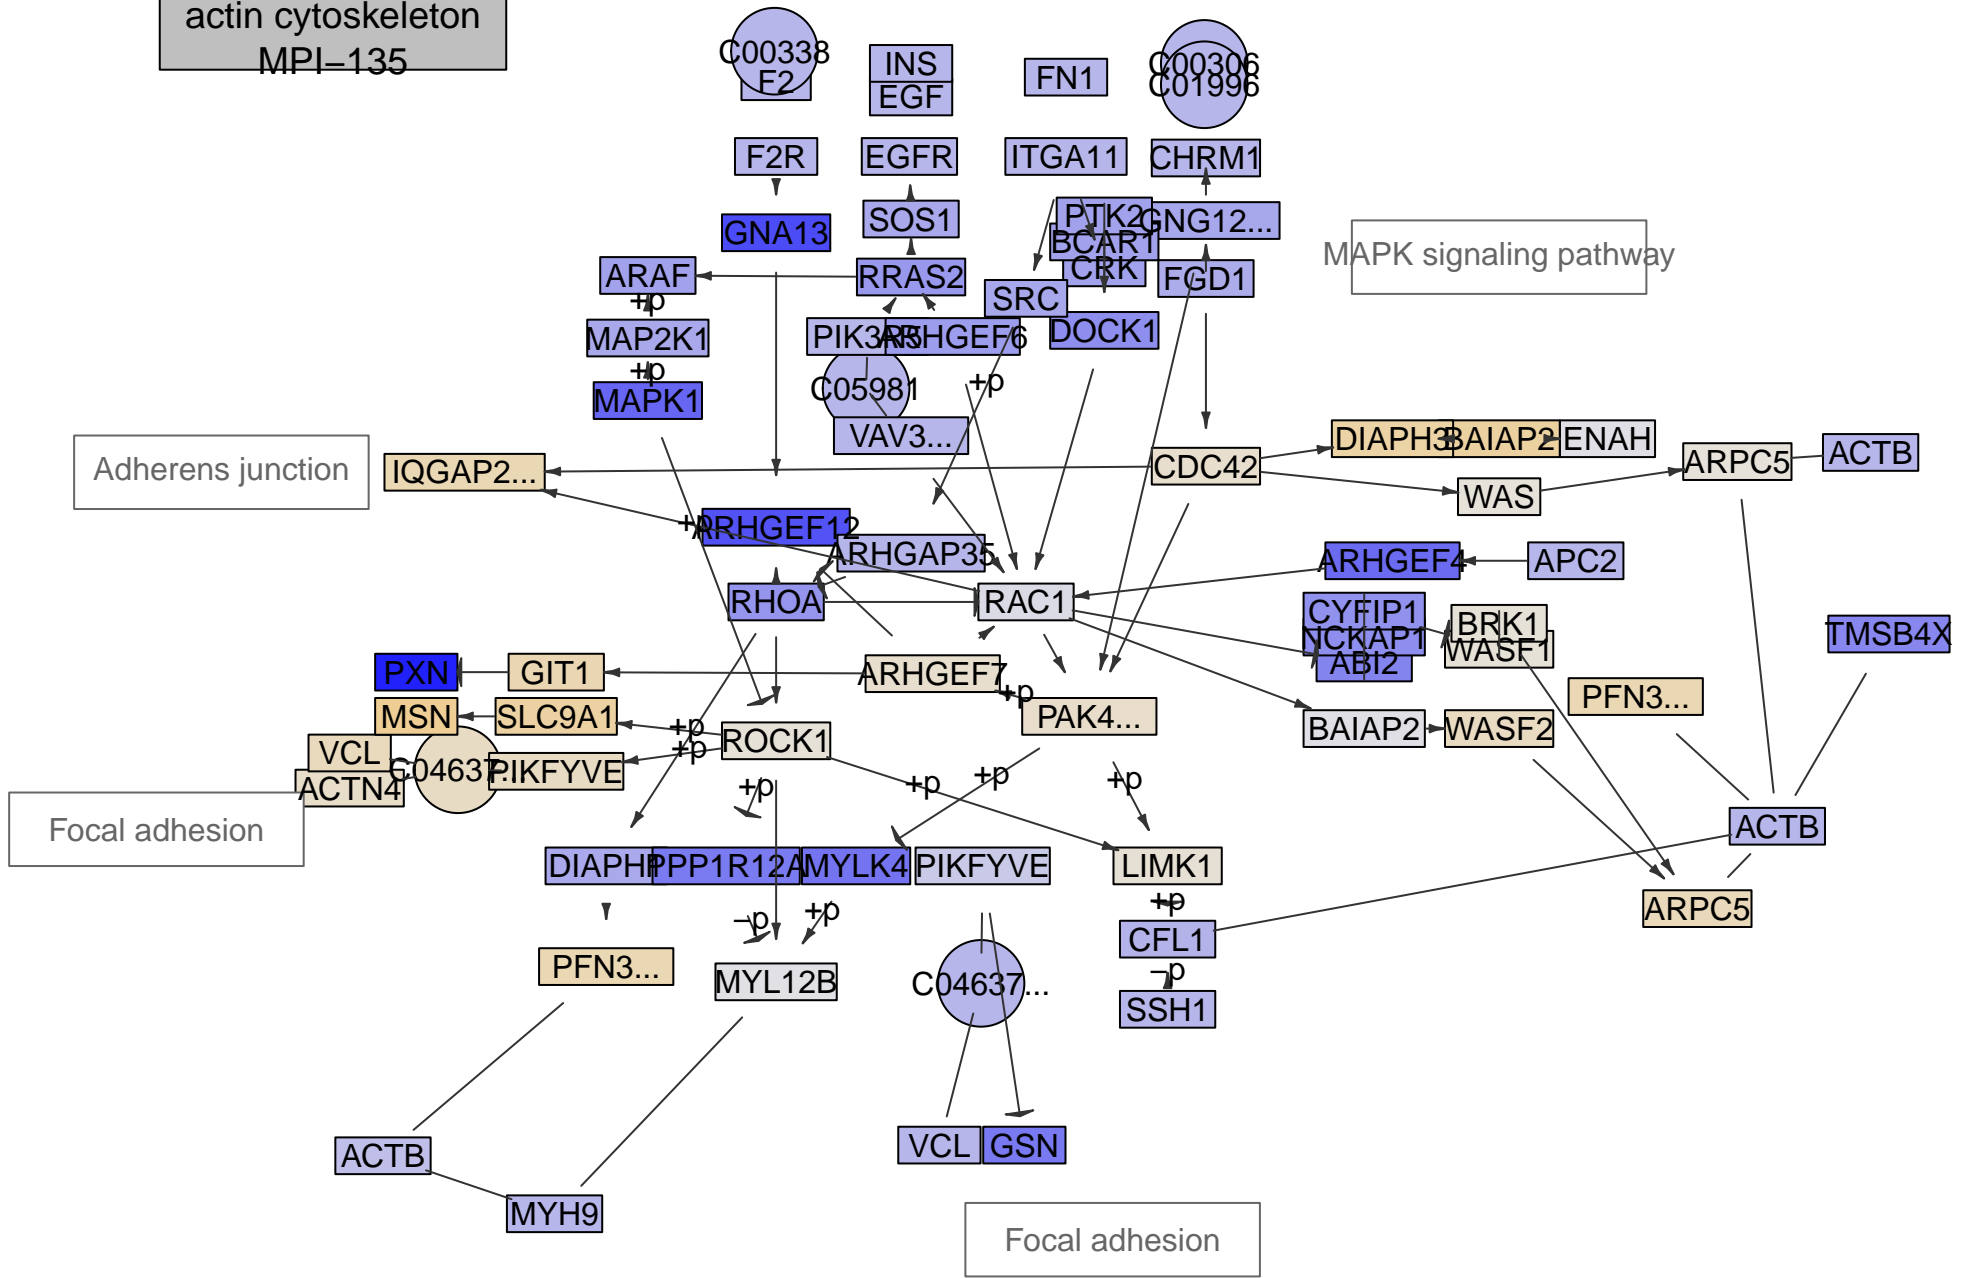 actin cytoskeleton
MPI−135
C00338
F2
INS
EGF
FN1
C00306
C01996
F2R
EGFR
ITGA11
CHRM1
GNA13
SOS1
PTK2
GNG12...
BCAR1
CRK
MAPK signaling pathway
ARAF
RRAS2
SRC
FGD1
+p
MAP2K1
PIK3R5
ARHGEF6
DOCK1
+p
MAPK1
C05981
+p
VAV3...
DIAPH3
BAIAP2
ENAH
Adherens junction
IQGAP2...
CDC42
ARPC5
ACTB
WAS
+p
ARHGEF12
ARHGAP35
ARHGEF4
APC2
RHOA
RAC1
CYFIP1
NCKAP1
ABI2
BRK1
WASF1
TMSB4X
PXN
GIT1
ARHGEF7
+p
PFN3...
MSN
SLC9A1
+p
PAK4...
VCL
C04637...
PIKFYVE
+p
ROCK1
BAIAP2
WASF2
ACTN4
+p
+p
+p
+p
Focal adhesion
ACTB
DIAPH
PPP1R12A
MYLK4
PIKFYVE
LIMK1
−p
+p
+p
ARPC5
CFL1
PFN3...
MYL12B
C04637...
−p
SSH1
ACTB
VCL
GSN
MYH9
Focal adhesion